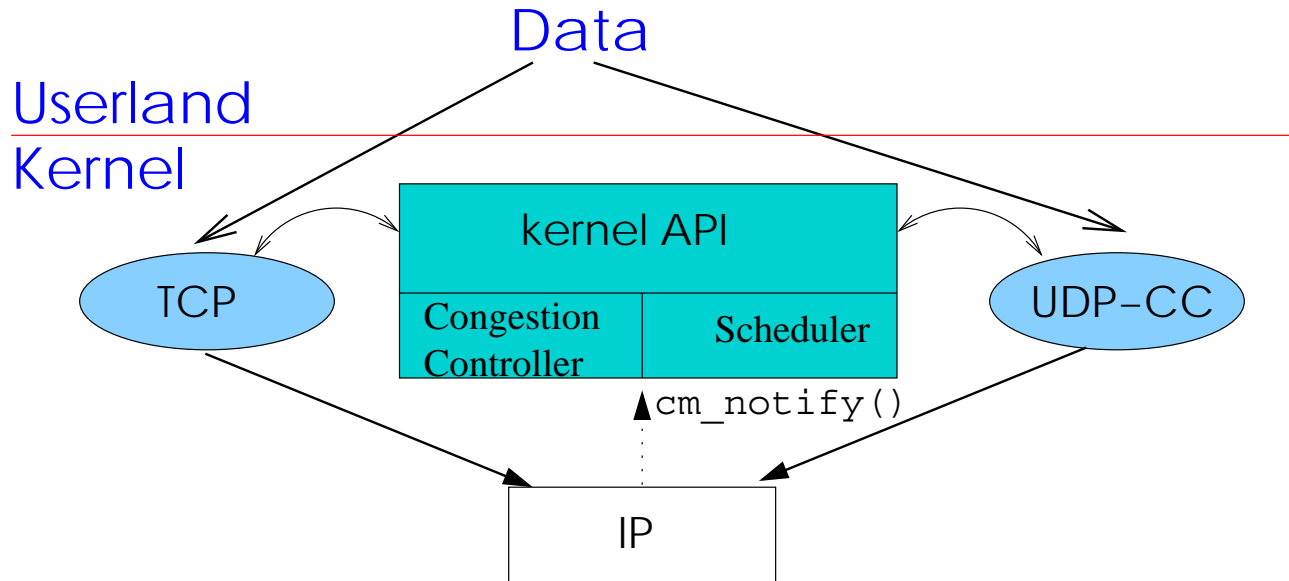 Data
Userland
Kernel
kernel API
TCP
UDP–CC
Congestion
Controller
Scheduler
cm_notify()
IP